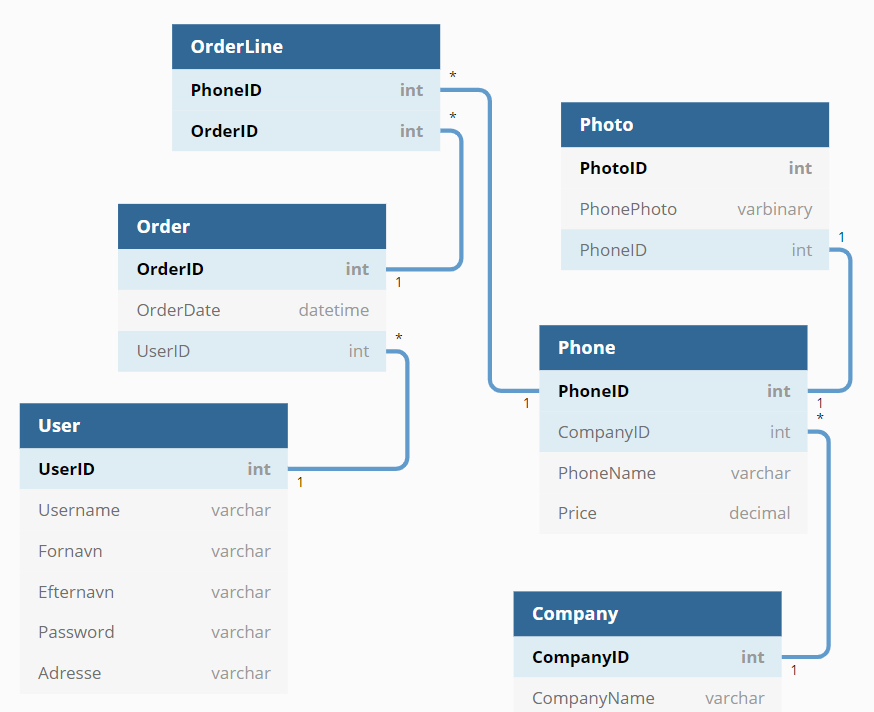 OrderLine
*
PhoneID int
*
OrderID int
Photo
PhotoID int
PhonePhoto varbinary
PhoneID int
1
Order
OrderID int
1
OrderDate datetime
*
UserID int
Phone
PhoneID int
1
1
*
CompanyID int
PhoneName varchar
Price decimal
User
UserID int
1
Username varchar
Fornavn varchar
Efternavn varchar
Password varchar
Adresse varchar
Company
CompanyID int
1
CompanyName varchar